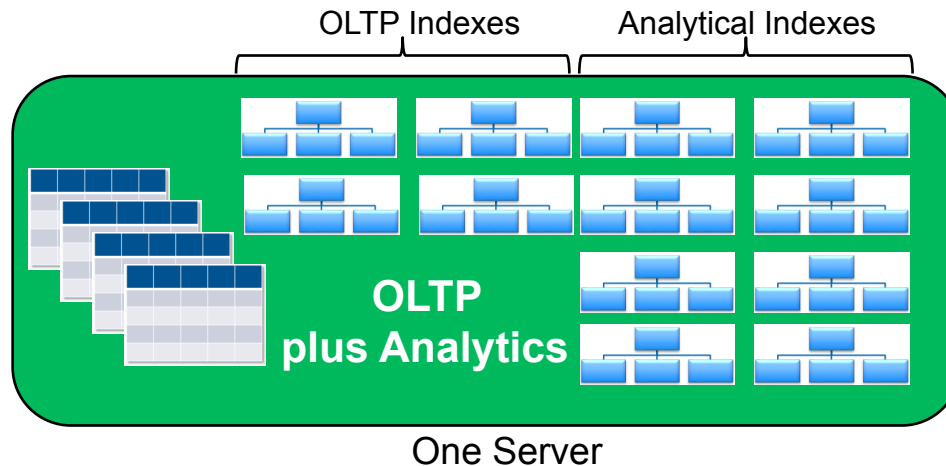 OLTP Indexes
Analytical Indexes
OLTP
plus Analytics
One Server